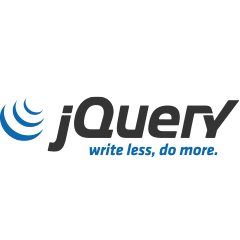 jQuery
write less, do more.